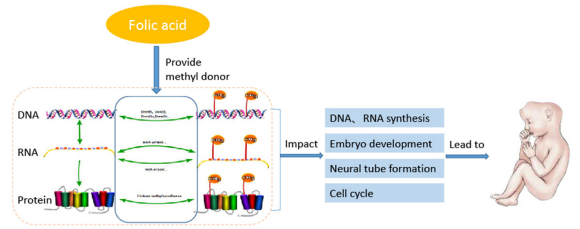 Folic acid
Provide
methyl donor
DNA
RNA
Protein
Impact
DNA、RNA synthesis
Embryo development
Neural tube formation
Cell cycle
Lead to